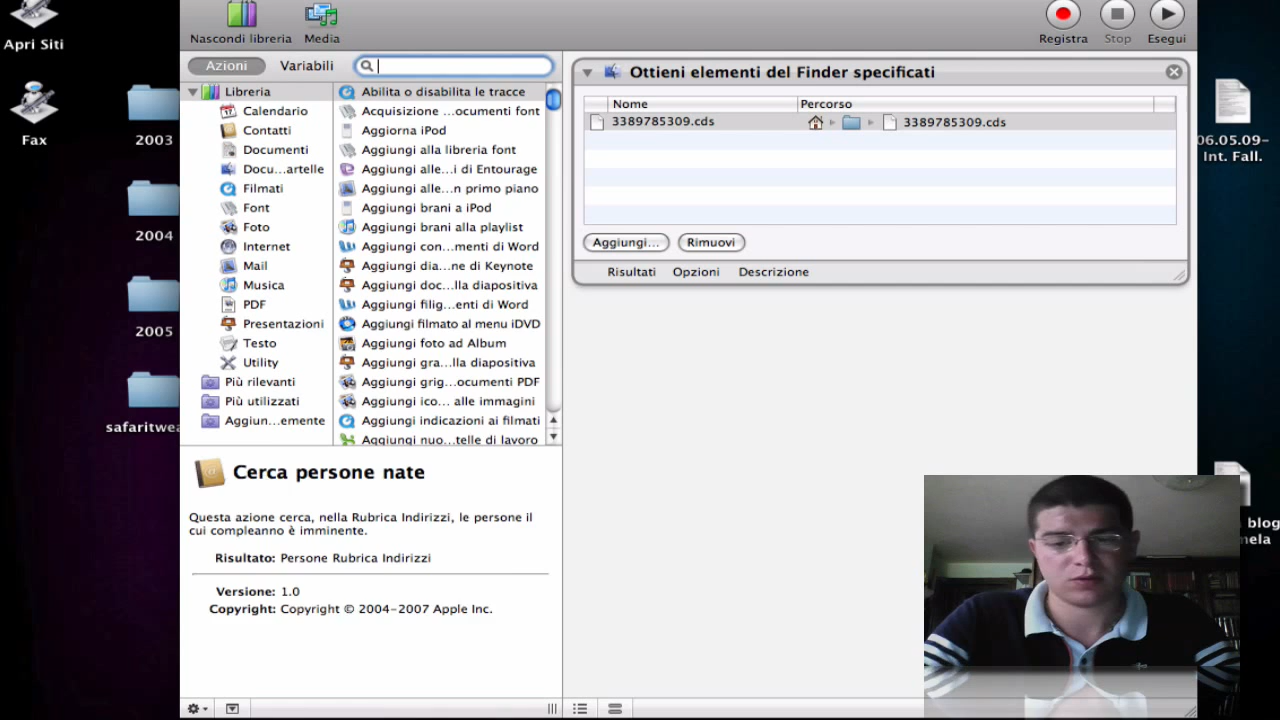 Apri Siti
Fax
2003
2004
2005
safaritwea
Nascondi libreria
Media
Registra
Stop
Esegui
Azioni
Variabili
Libreria
Calendario
Contatti
Documenti
Docu...artelle
Filmati
Font
Foto
Internet
Mail
Musica
PDF
Presentazioni
Testo
Utility
Più rilevanti
Più utilizzati
Aggiun...emente
Abilita o disabilita le tracce
Acquisizione ...ocumenti font
Aggiorna iPod
Aggiungi alla libreria font
Aggiungi alle...i di Entourage
Aggiungi alle...n primo piano
Aggiungi brani a iPod
Aggiungi brani alla playlist
Aggiungi con...menti di Word
Aggiungi dia...ne di Keynote
Aggiungi doc...lla diapositiva
Aggiungi filig...enti di Word
Aggiungi filmato al menu iDVD
Aggiungi foto ad Album
Aggiungi gra...lla diapositiva
Aggiungi grig...ocumenti PDF
Aggiungi ico... alle immagini
Aggiungi indicazioni ai filmati
Aggiungi nuo...telle di lavoro
Cerca persone nate
Questa azione cerca, nella Rubrica Indirizzi, le persone il
cui compleanno è imminente.
Risultato: Persone Rubrica Indirizzi
Versione: 1.0
Copyright: Copyright © 2004-2007 Apple Inc.
Ottieni elementi del Finder specificati
Nome
Percorso
3389785309.cds
3389785309.cds
Aggiungi...
Rimuovi
Risultati
Opzioni
Descrizione
06.05.09-
Int. Fall.
blog
mela